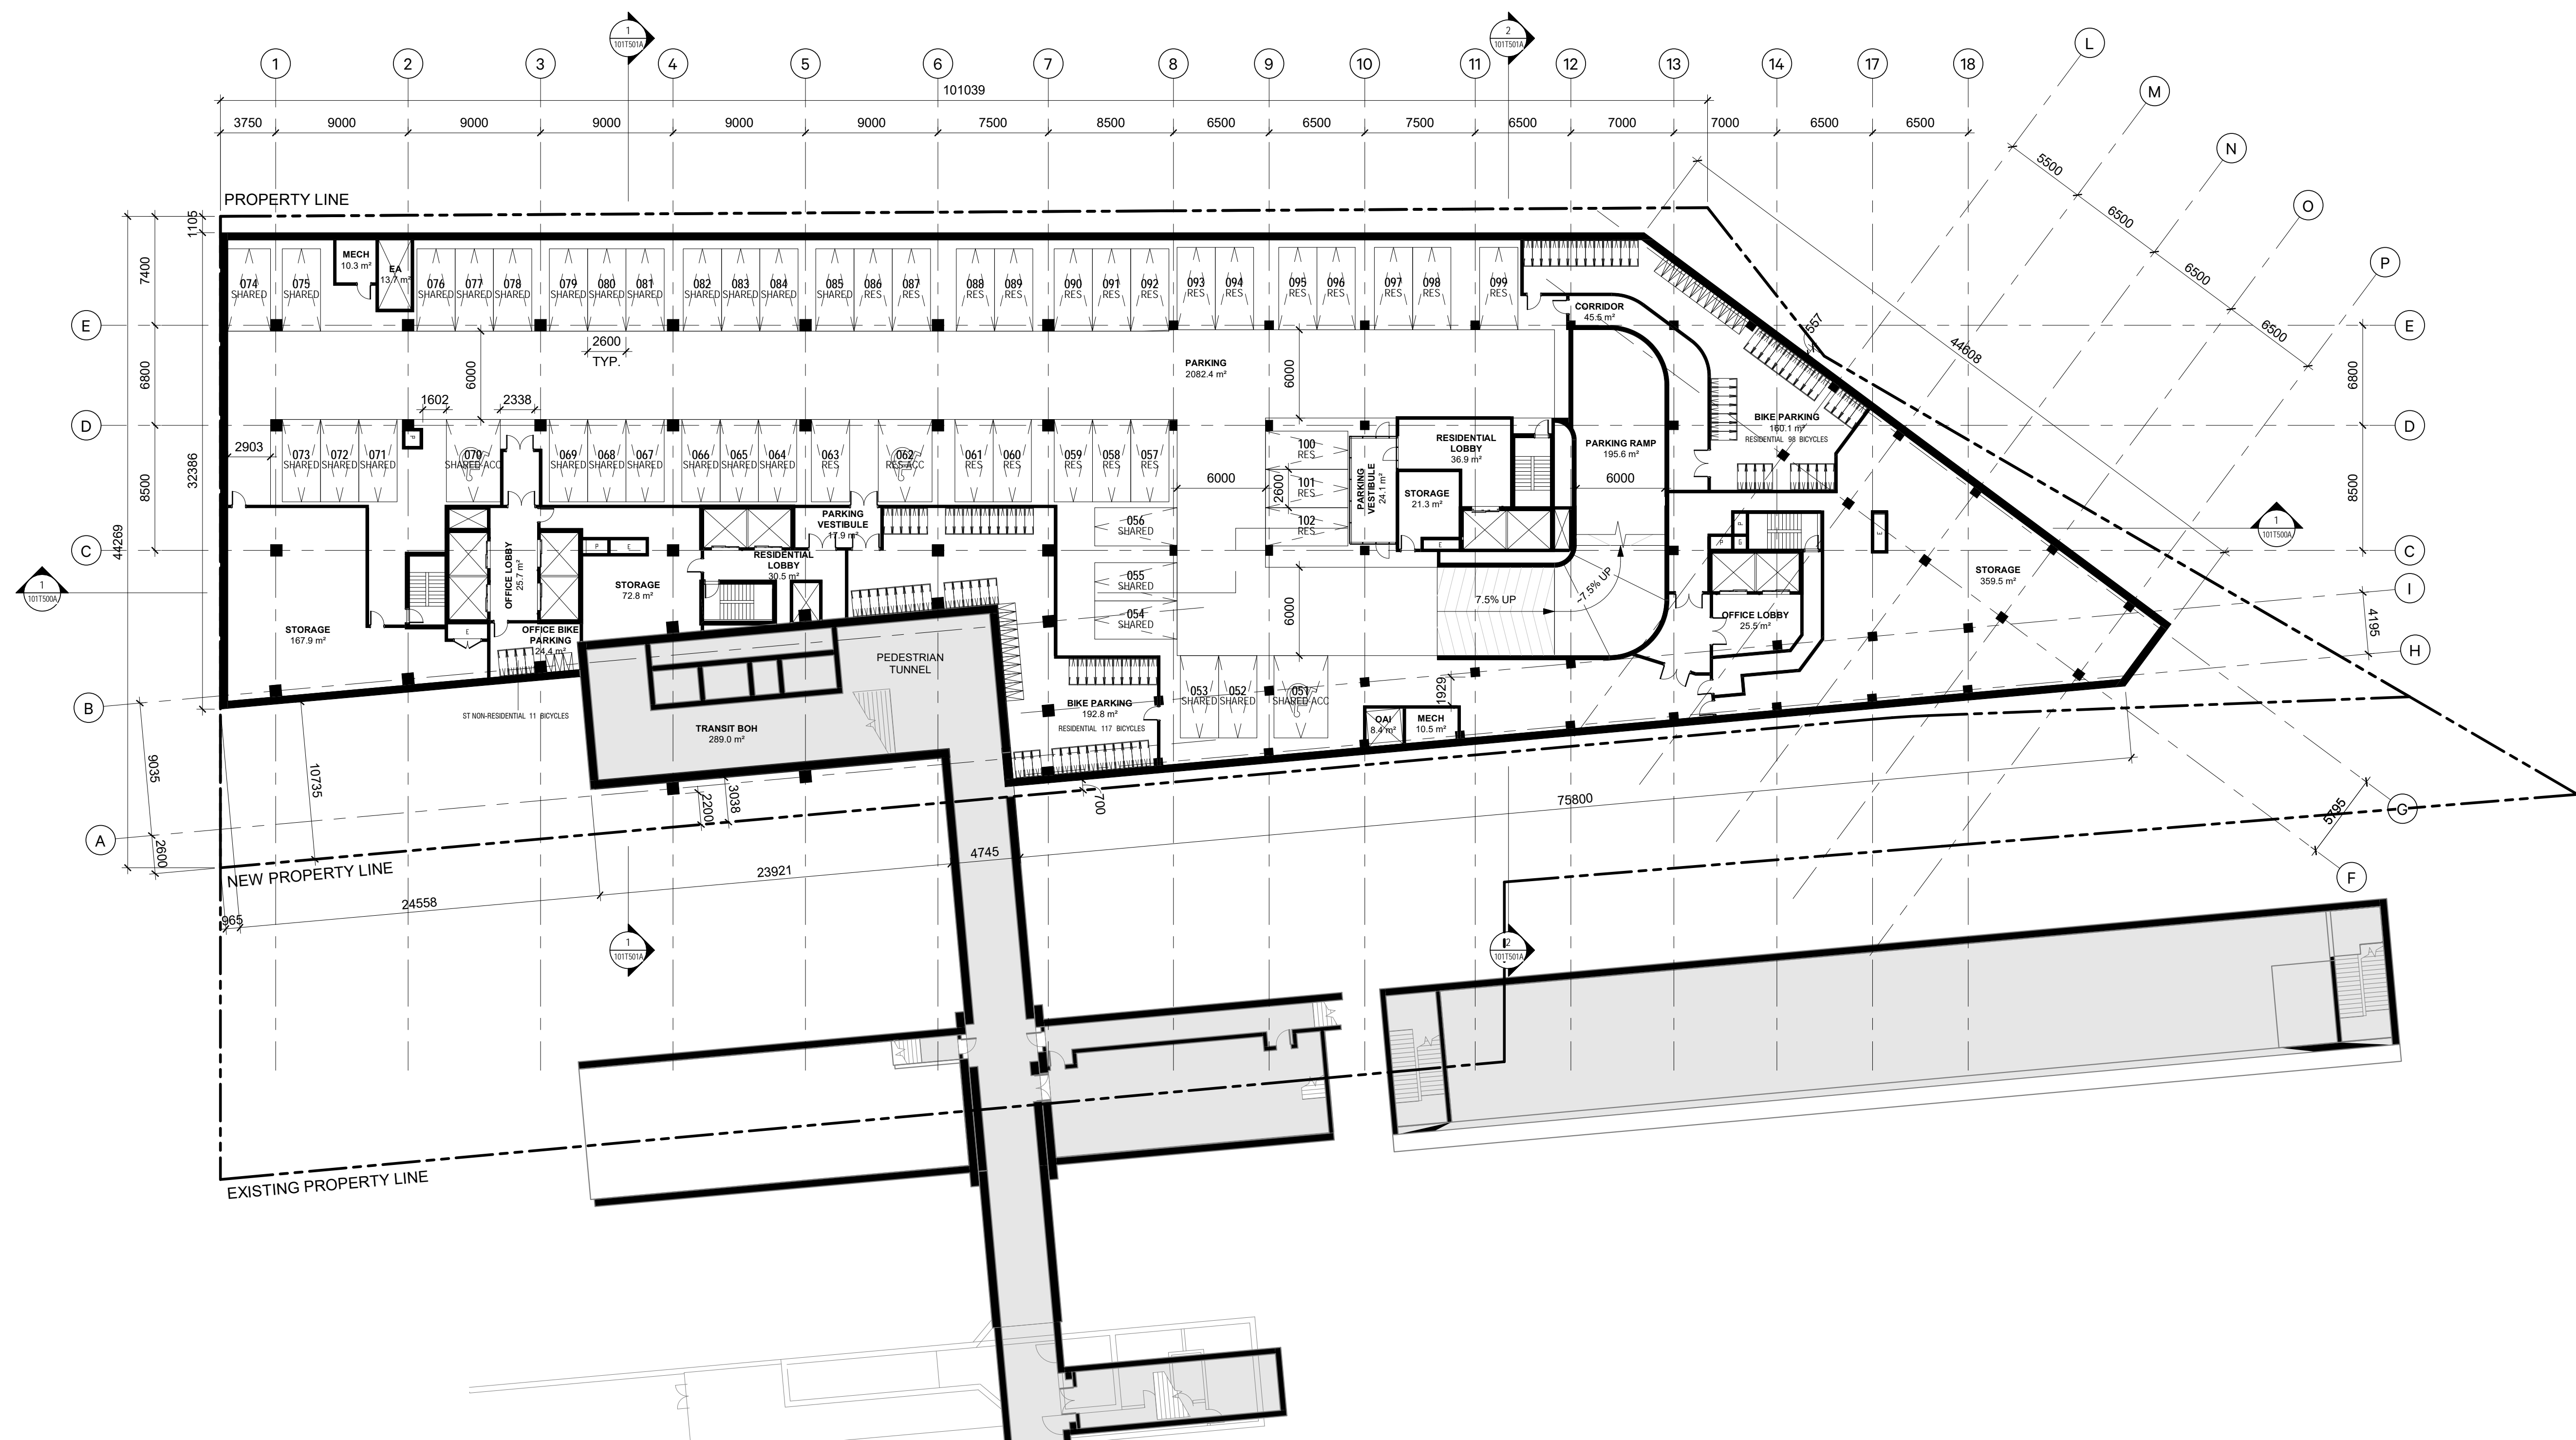 1
101T501A
2
101T501A
1
2
3
4
5
6
7
8
9
10
11
12
13
14
17
18
L
M
N
O
P
101039
3750
9000
9000
9000
9000
9000
7500
8500
6500
6500
7500
6500
7000
7000
6500
6500
5500
6500
6500
6500
PROPERTY LINE
1105
7400
6800
8500
32386
44269
E
D
C
B
A
E
D
C
I
H
G
F
6800
8500
4195
5795
44608
074
SHARED
075
SHARED
MECH
10.3 m²
EA
13.7 m²
076
SHARED
077
SHARED
078
SHARED
079
SHARED
080
SHARED
081
SHARED
082
SHARED
083
SHARED
084
SHARED
085
SHARED
086
RES
087
RES
088
RES
089
RES
090
RES
091
RES
092
RES
093
RES
094
RES
095
RES
096
RES
097
RES
098
RES
099
RES
CORRIDOR
45.5 m²
2600
TYP.
6000
PARKING
2082.4 m²
6000
1602
2338
2903
073
SHARED
072
SHARED
071
SHARED
P
070
SHARED-ACC
069
SHARED
068
SHARED
067
SHARED
066
SHARED
065
SHARED
064
SHARED
063
RES
062
RES-ACC
061
RES
060
RES
059
RES
058
RES
057
RES
100
RES
101
RES
102
RES
2600
6000
PARKING
VESTIBULE
24.1 m²
RESIDENTIAL
LOBBY
36.9 m²
STORAGE
21.3 m²
E
PARKING RAMP
195.6 m²
6000
BIKE PARKING
160.1 m²
RESIDENTIAL 98 BICYCLES
056
SHARED
055
SHARED
054
SHARED
PARKING
VESTIBULE
17.9 m²
RESIDENTIAL
LOBBY
30.5 m²
P
E
OFFICE LOBBY
25.7 m²
STORAGE
72.8 m²
STORAGE
167.9 m²
E
OFFICE BIKE
PARKING
24.4 m²
ST NON-RESIDENTIAL 11 BICYCLES
PEDESTRIAN
TUNNEL
TRANSIT BOH
289.0 m²
BIKE PARKING
192.8 m²
RESIDENTIAL 117 BICYCLES
6000
7.5% UP
-7.5% UP
053
SHARED
052
SHARED
051
SHARED-ACC
1929
OAI
8.4 m²
MECH
10.5 m²
P
E
OFFICE LOBBY
25.5 m²
STORAGE
359.5 m²
1
101T500A
1
101T500A
9035
2600
10735
2200
3038
700
75800
4745
23921
24558
965
NEW PROPERTY LINE
1
101T501A
2
101T501A
EXISTING PROPERTY LINE